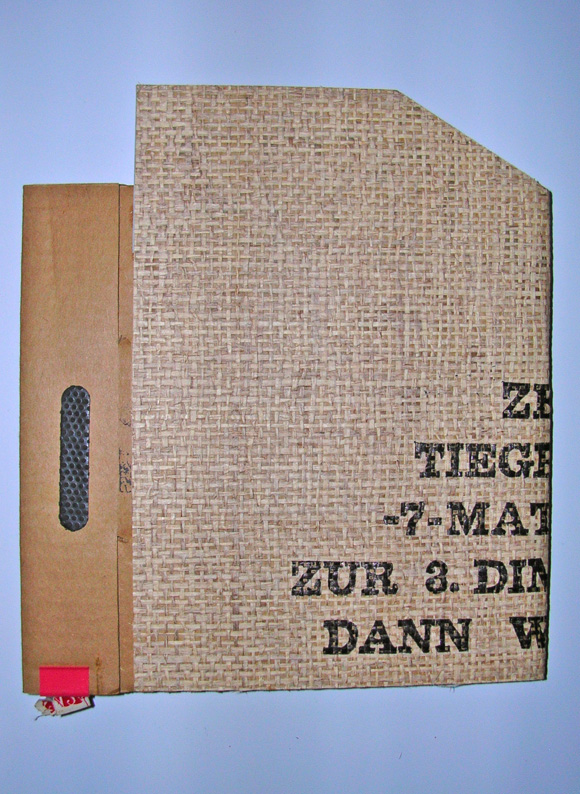 ZE
TIEGE
-7-MAT
ZUR 3. DIN
DANN W